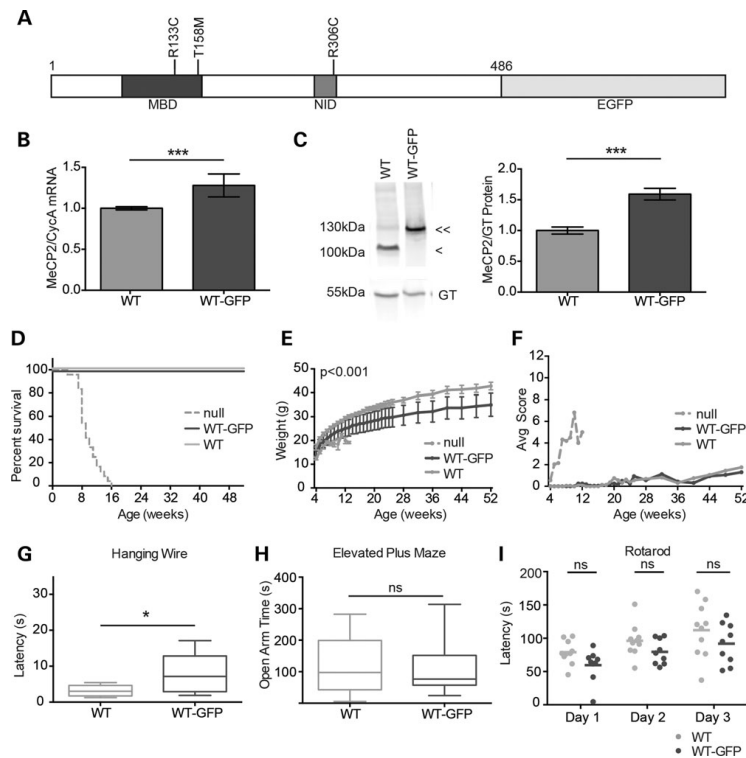 A
R133C
T158M
R306C
1
486
MBD
NID
EGFP
B
***
MeCP2/CycA mRNA
1.5
1.0
0.5
0.0
WT
WT-GFP
C
WT
WT-GFP
130kDa
<<
100kDa
<
55kDa
GT
***
MeCP2/GT Protein
2.0
1.5
1.0
0.5
0.0
WT
WT-GFP
D
Percent survival
100
80
60
40
20
0
0 8 16 24 32 40 48
Age (weeks)
null
WT-GFP
WT
E
p<0.001
Weight (g)
50
40
30
20
10
0
4 12 20 28 36 44 52
Age (weeks)
null
WT-GFP
WT
F
Avg Score
12
10
8
6
4
2
0
4 12 20 28 36 44 52
Age (weeks)
null
WT-GFP
WT
G
Hanging Wire
*
Latency (s)
30
20
10
0
WT
WT-GFP
H
Elevated Plus Maze
ns
Open Arm Time (s)
400
300
200
100
0
WT
WT-GFP
I
Rotarod
ns
ns
ns
Latency (s)
200
150
100
50
0
Day 1
Day 2
Day 3
WT
WT-GFP